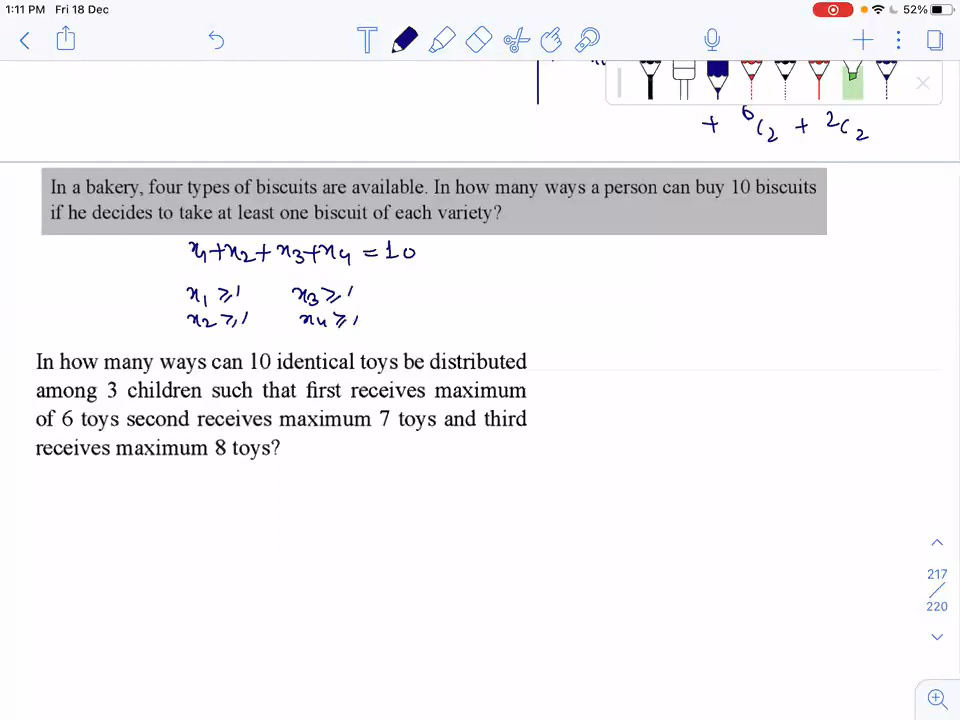 1:11 PM Fri 18 Dec
52%
+ ⁶C₂ + ²C₂
In a bakery, four types of biscuits are available. In how many ways a person can buy 10 biscuits
if he decides to take at least one biscuit of each variety?
x₁+x₂+x₃+x₄ = 10
x₁ ≥ 1 x₃ ≥ 1
x₂ ≥ 1 x₄ ≥ 1
In how many ways can 10 identical toys be distributed
among 3 children such that first receives maximum
of 6 toys second receives maximum 7 toys and third
receives maximum 8 toys?
217
220